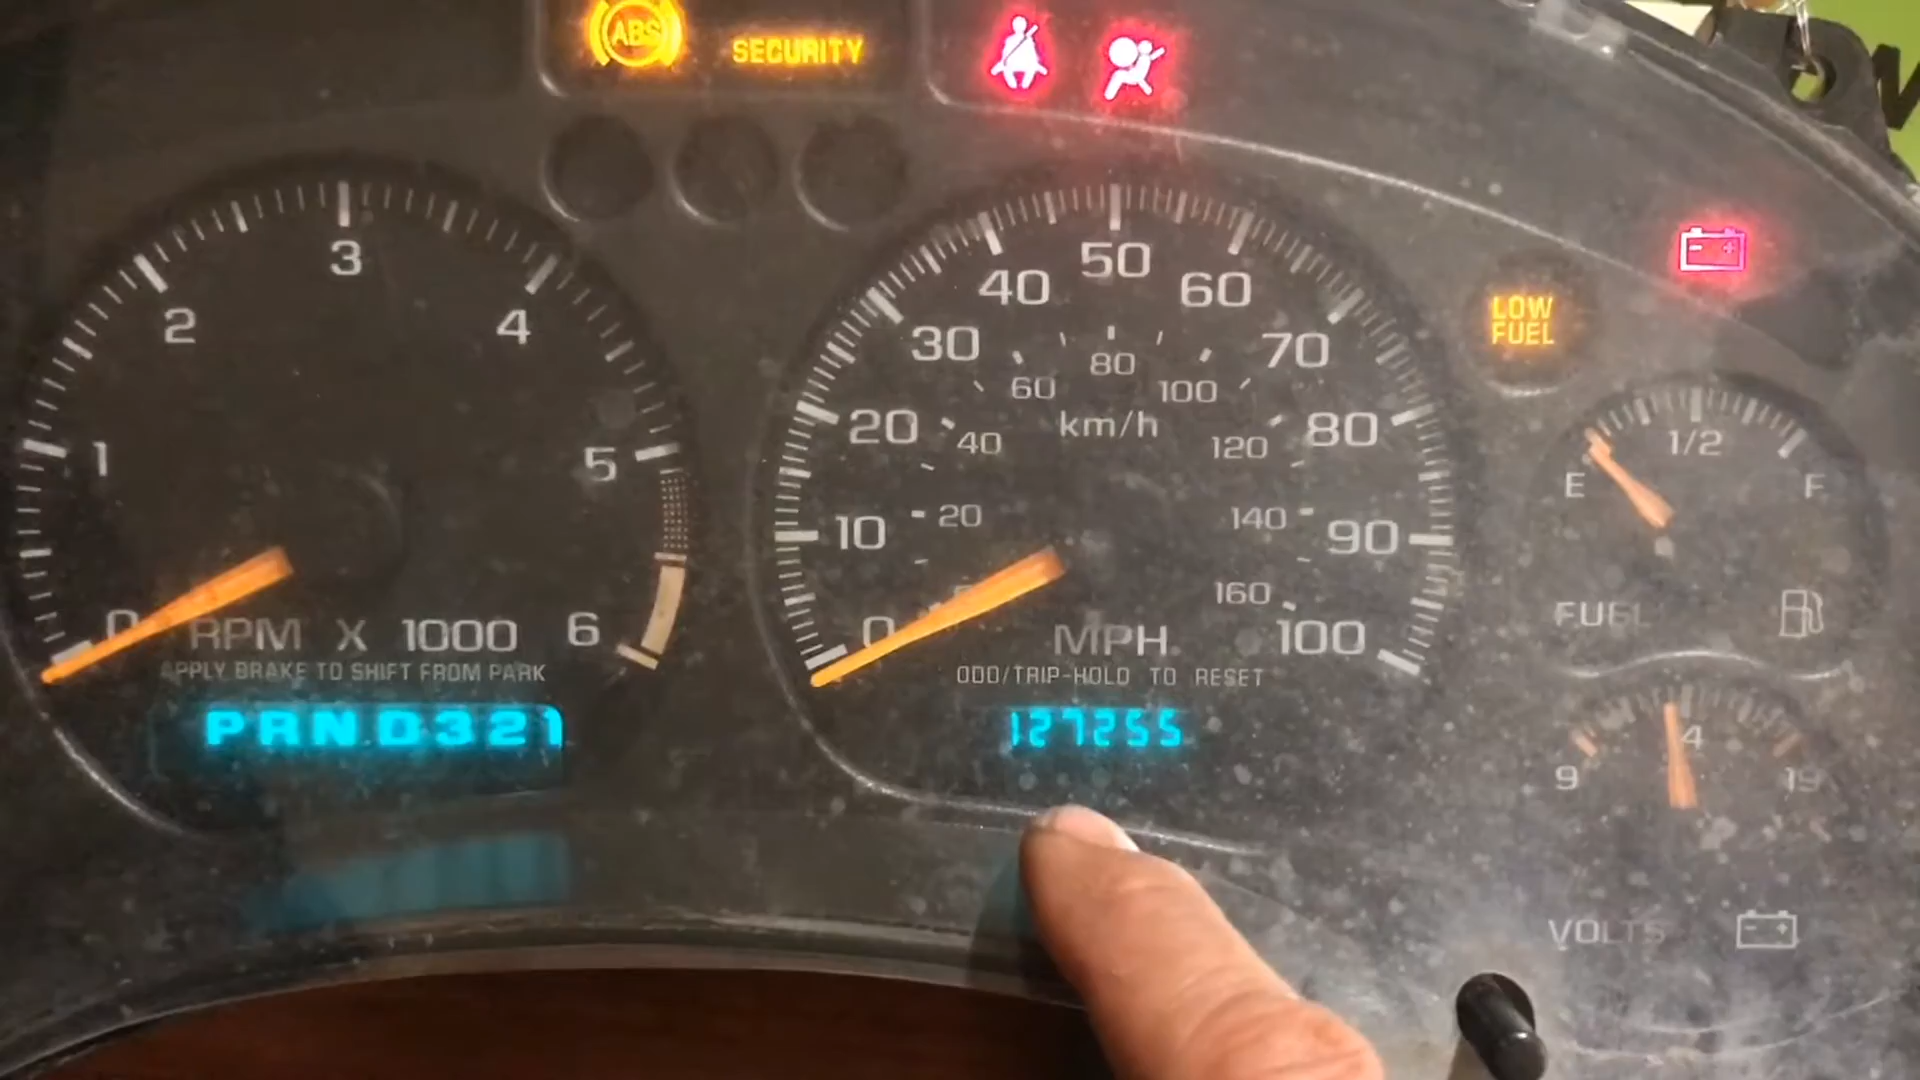 ABS
SECURITY
LOW
FUEL
0
1
2
3
4
5
6
RPM X 1000
APPLY BRAKE TO SHIFT FROM PARK
PRND321
0
10
20
30
40
50
60
70
80
90
100
20
40
60
80
100
120
140
160
km/h
MPH
ODO/TRIP-HOLD TO RESET
127255
E
1/2
F
FUEL
9
19
VOLTS